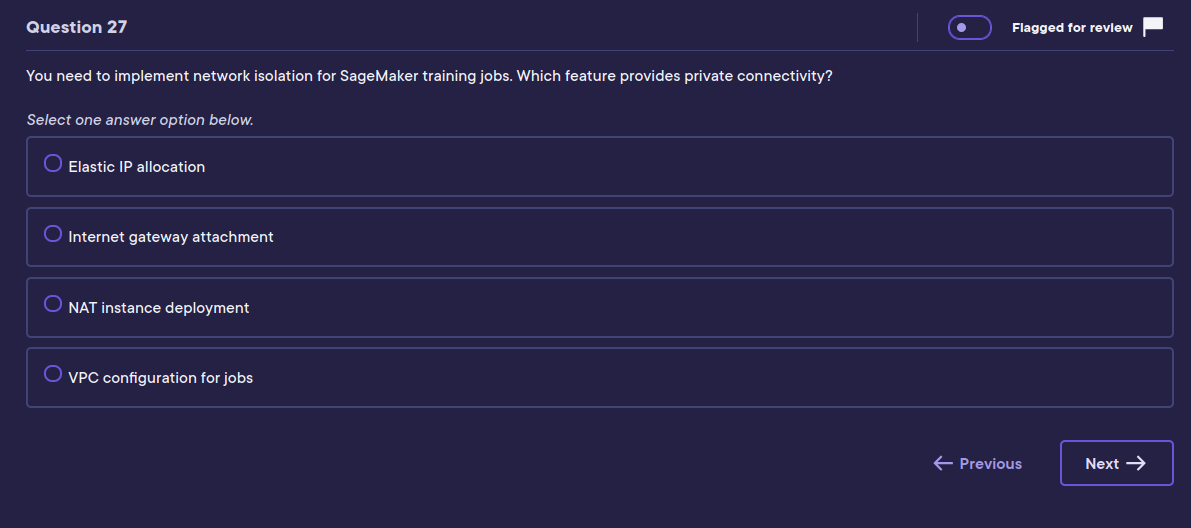 Question 27
Flagged for review
You need to implement network isolation for SageMaker training jobs. Which feature provides private connectivity?
Select one answer option below.
Elastic IP allocation
Internet gateway attachment
NAT instance deployment
VPC configuration for jobs
Previous
Next